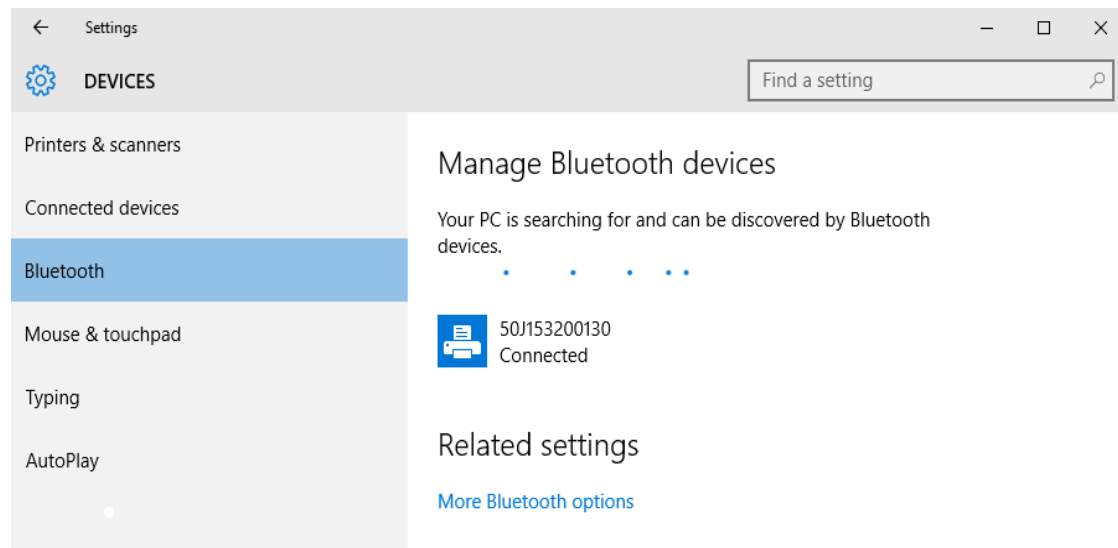 Settings
DEVICES
Find a setting
Printers & scanners
Connected devices
Bluetooth
Mouse & touchpad
Typing
AutoPlay
Manage Bluetooth devices
Your PC is searching for and can be discovered by Bluetooth
devices.
50J153200130
Connected
Related settings
More Bluetooth options